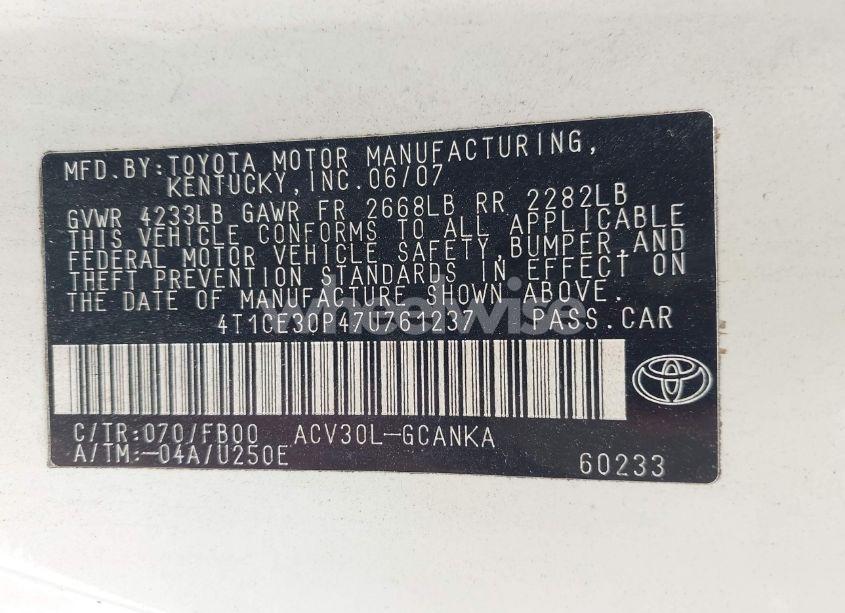 MFD.BY:TOYOTA MOTOR MANUFACTURING,
KENTUCKY,INC.06/07
GVWR 4233LB GAWR FR 2668LB RR 2282LB
THIS VEHICLE CONFORMS TO ALL APPLICABLE
FEDERAL MOTOR VEHICLE SAFETY,BUMPER,AND
THEFT PREVENTION STANDARDS IN EFFECT ON
THE DATE OF MANUFACTURE SHOWN ABOVE.
wheelwise
PASS.CAR
C/TR:070/FB00 ACV30L-GCANKA
A/TM:-04A/U250E
60233